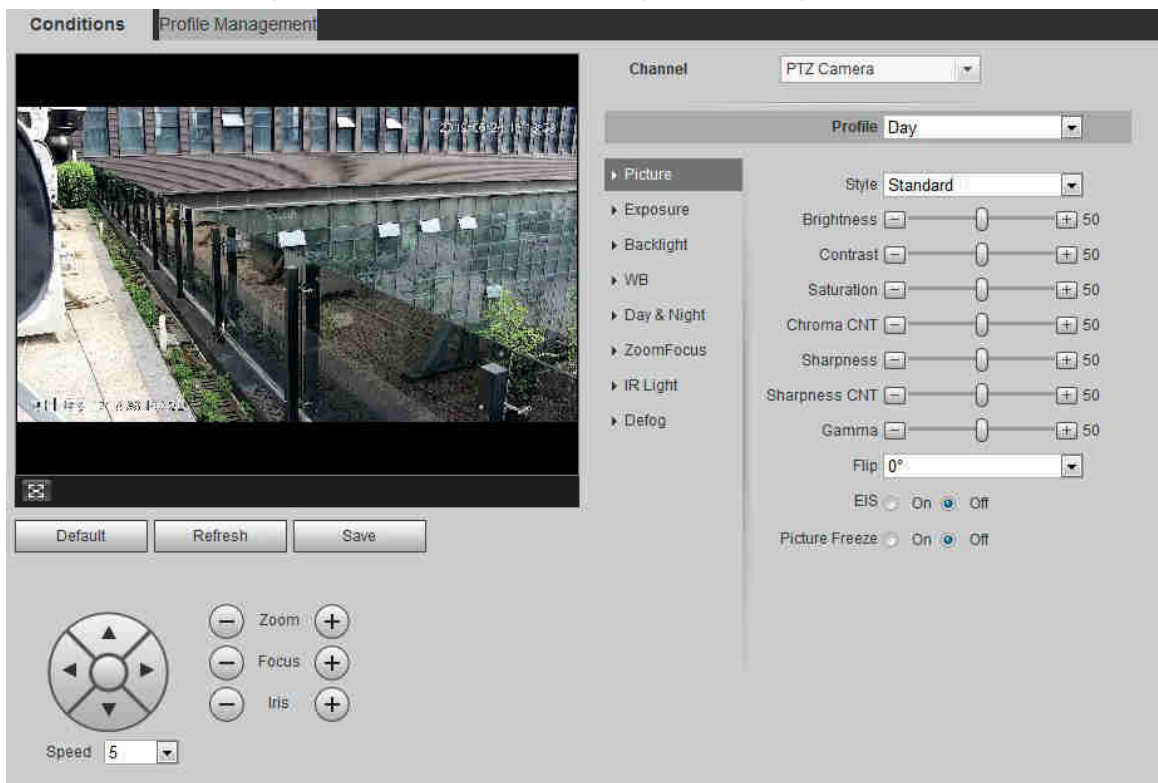 Conditions
Profile Management
Channel
PTZ Camera
Profile
Day
Picture
Exposure
Backlight
WB
Day & Night
ZoomFocus
IR Light
Defog
Style
Standard
Brightness
50
Contrast
50
Saturation
50
Chroma CNT
50
Sharpness
50
Sharpness CNT
50
Gamma
50
Flip
0°
EIS
On
Off
Picture Freeze
On
Off
Default
Refresh
Save
Zoom
Focus
Iris
Speed
5